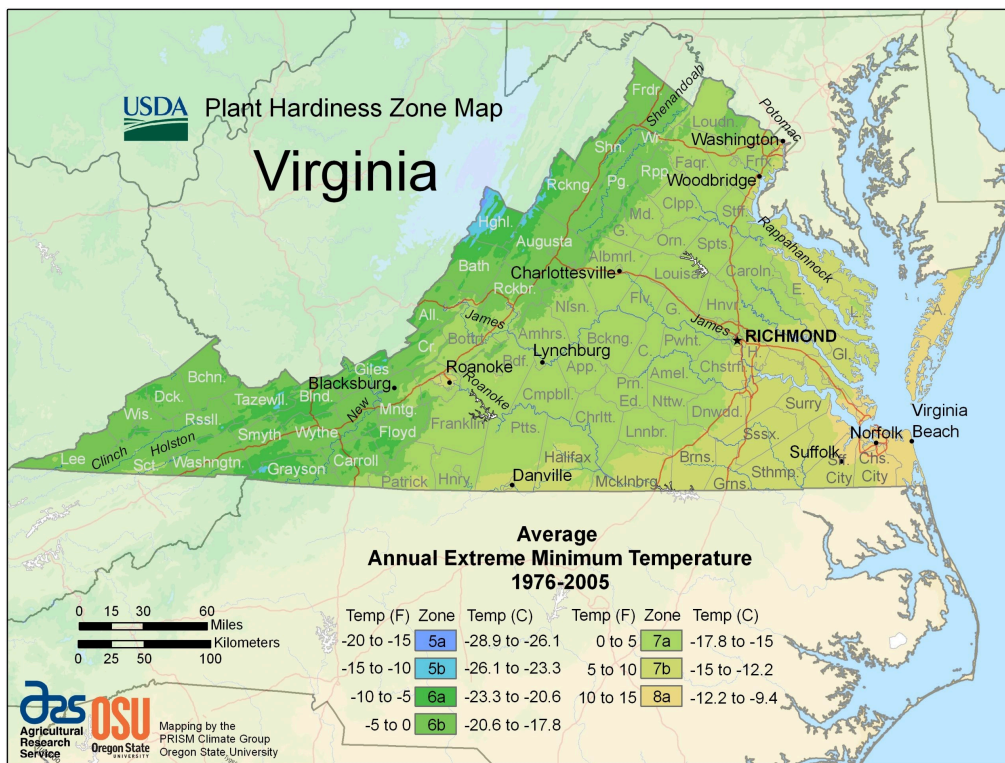 USDA Plant Hardiness Zone Map
Virginia
Frdr.
Shenandoah
Loudn.
Potomac
Wr.
Washington
Shn.
Faqr.
Frfx.
Rpp.
Woodbridge
Rckng.
Pg.
Clpp.
Hghl.
Md.
Stff.
Rappahannock
G.
Augusta
Orn.
Spts.
Albmrl.
Bath
Charlottesville
Louisa
Caroln.
Rckbr.
E.
A.
Nlsn.
Flv.
Hnvr.
G.
L.
All.
James
James
RICHMOND
Bottrt.
Amhrs.
Bckng.
Pwht.
H.
Gl.
Cr.
Lynchburg
C.
Chstrf.
Giles
Roanoke
Bdf.
App.
Amel.
Bchn.
Blacksburg
Roanoke
Prn.
Dck.
Tazewll.
Blnd.
New
Mntg.
Cmpbll.
Ed.
Nttw.
Surry
Virginia
Beach
Wis.
Rssll.
Franklin
Ptts.
Chrltt.
Dnwdd.
Norfolk
Smyth
Wythe
Floyd
Lnnbr.
Sssx.
Suffolk
Lee
Clinch
Holston
Sct.
Washngtn.
Carroll
Halifax
Brns.
Sff.
Chs.
Grayson
Patrick
Hnry.
Danville
Mcklnbrg.
Grns.
Sthmp.
City
City
Average
Annual Extreme Minimum Temperature
1976-2005
Temp (F) Zone Temp (C)
-20 to -15 5a -28.9 to -26.1
-15 to -10 5b -26.1 to -23.3
-10 to -5 6a -23.3 to -20.6
-5 to 0 6b -20.6 to -17.8
Temp (F) Zone Temp (C)
0 to 5 7a -17.8 to -15
5 to 10 7b -15 to -12.2
10 to 15 8a -12.2 to -9.4
0 15 30 60
Miles
Kilometers
0 25 50 100
ars
Agricultural
Research
Service
OSU
Oregon State
UNIVERSITY
Mapping by the
PRISM Climate Group
Oregon State University